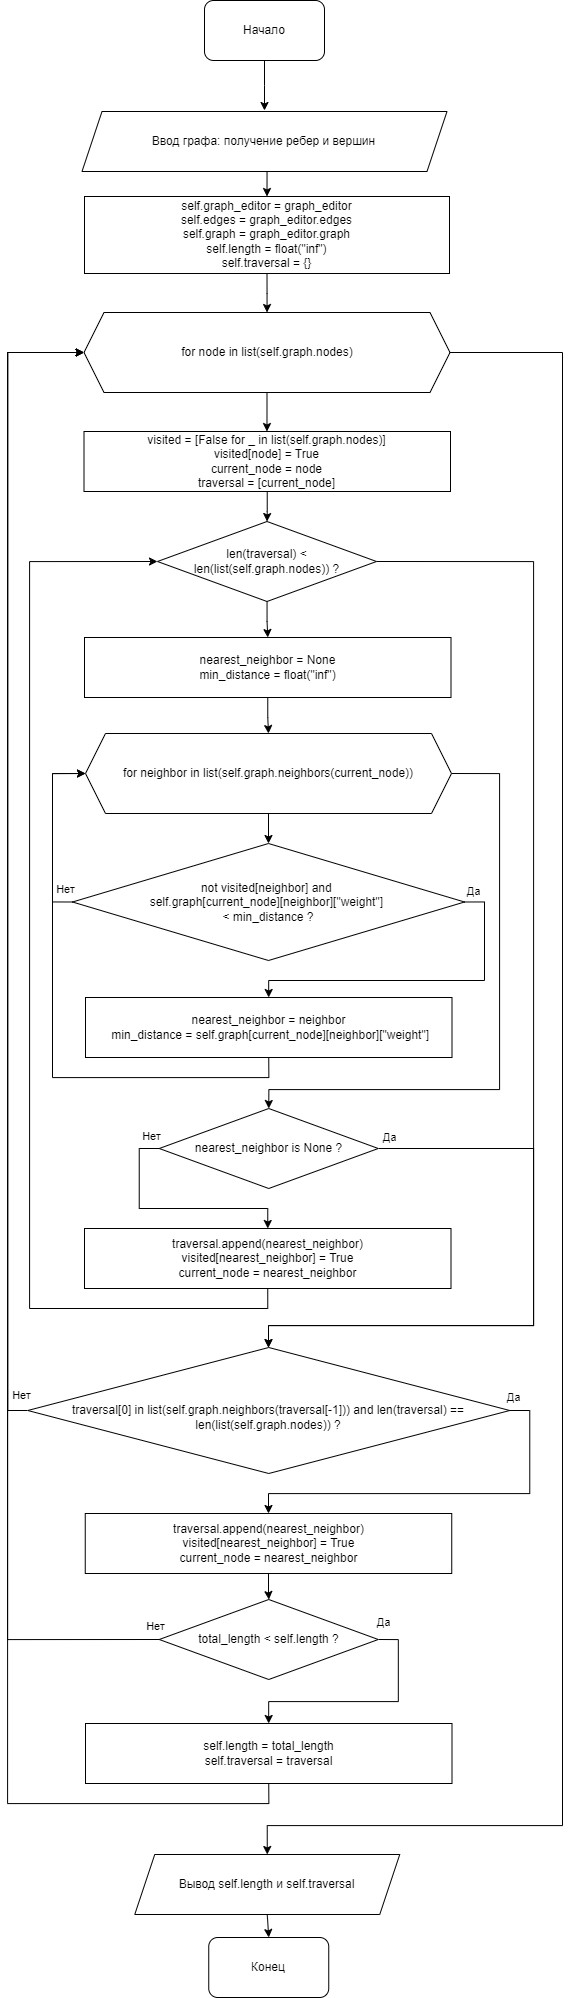 Начало
Ввод графа: получение ребер и вершин
self.graph_editor = graph_editor
self.edges = graph_editor.edges
self.graph = graph_editor.graph
self.length = float("inf")
self.traversal = {}
for node in list(self.graph.nodes)
visited = [False for _ in list(self.graph.nodes)]
visited[node] = True
current_node = node
traversal = [current_node]
len(traversal) <
len(list(self.graph.nodes)) ?
nearest_neighbor = None
min_distance = float("inf")
for neighbor in list(self.graph.neighbors(current_node))
Нет
Да
not visited[neighbor] and
self.graph[current_node][neighbor]["weight"]
< min_distance ?
nearest_neighbor = neighbor
min_distance = self.graph[current_node][neighbor]["weight"]
Нет
Да
nearest_neighbor is None ?
traversal.append(nearest_neighbor)
visited[nearest_neighbor] = True
current_node = nearest_neighbor
Нет
Да
traversal[0] in list(self.graph.neighbors(traversal[-1])) and len(traversal) ==
len(list(self.graph.nodes)) ?
traversal.append(nearest_neighbor)
visited[nearest_neighbor] = True
current_node = nearest_neighbor
Нет
Да
total_length < self.length ?
self.length = total_length
self.traversal = traversal
Вывод self.length и self.traversal
Конец